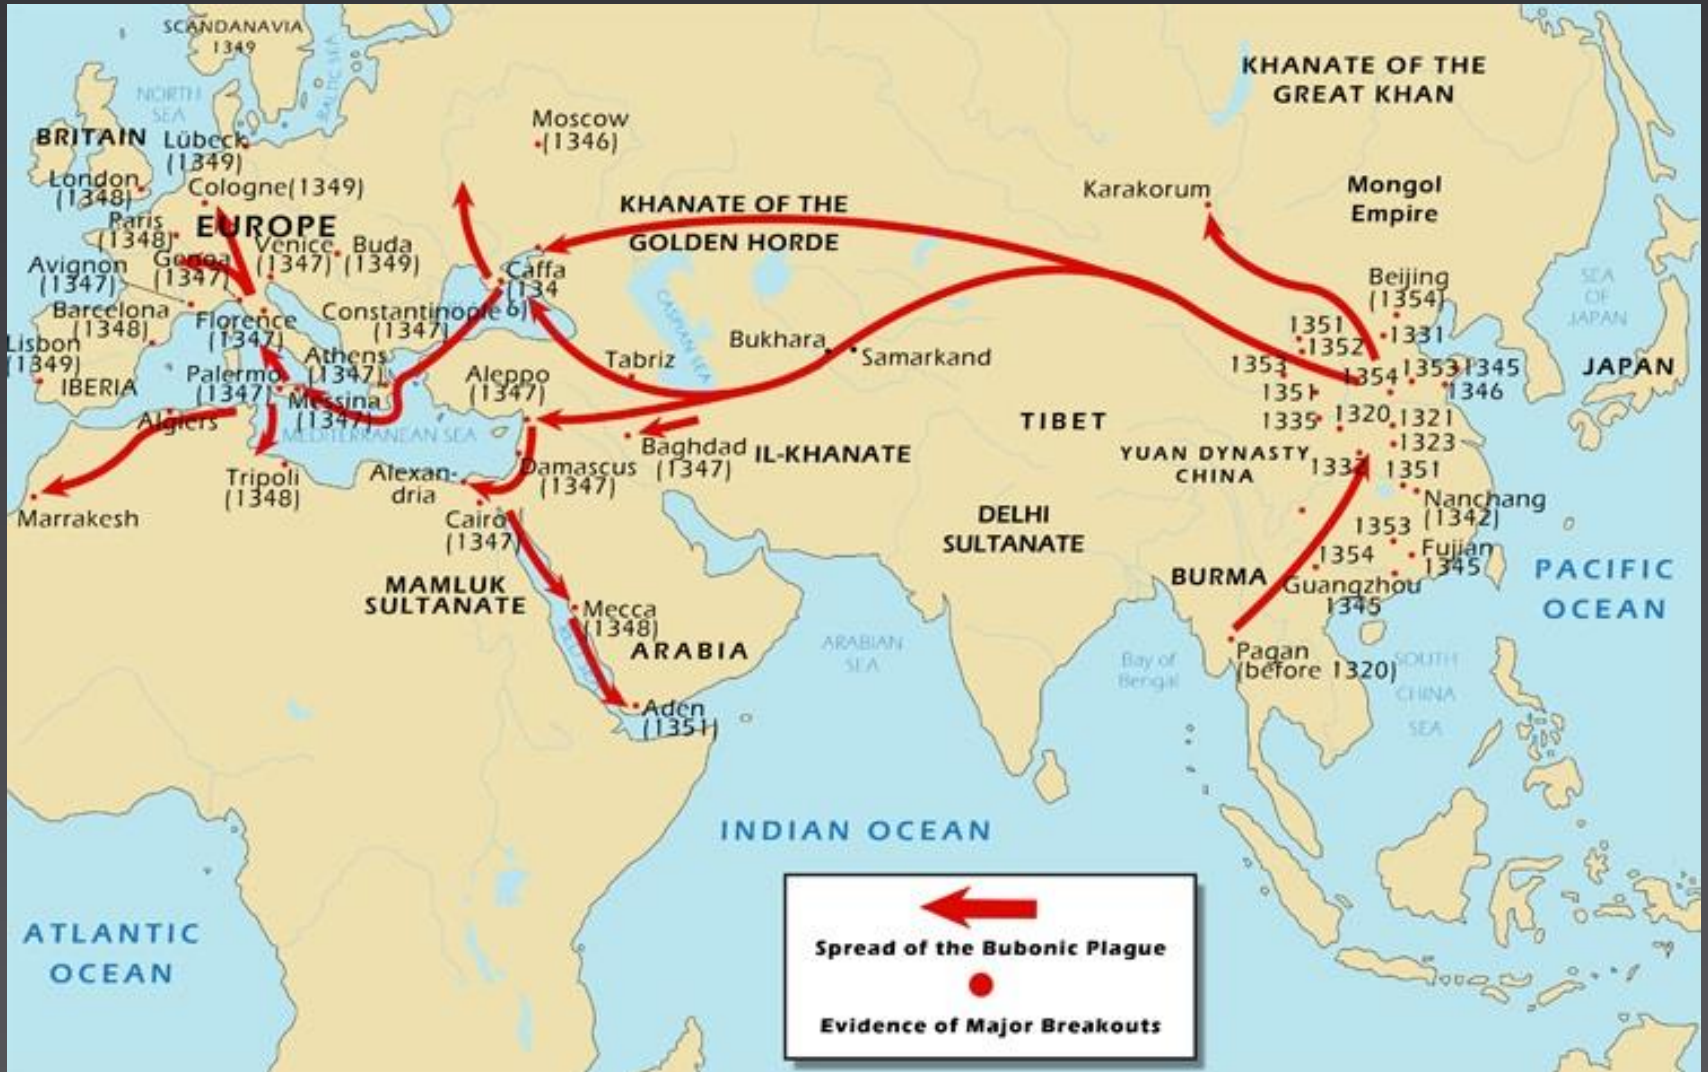 SCANDANAVIA
1349
BALTIC SEA
NORTH
SEA
BRITAIN
Lübeck
(1349)
London
(1348)
Cologne(1349)
Paris
(1348)
EUROPE
Venice
(1347)
Buda
(1349)
Genoa
(1347)
Avignon
(1347)
Barcelona
(1348)
Florence
(1347)
Constantinople
(1347)
Lisbon
(1349)
IBERIA
Palermo
(1347)
Athens
(1347)
Messina
(1347)
Algiers
MEDITERRANEAN SEA
Tripoli
(1348)
Marrakesh
Moscow
(1346)
Caffa
(134
6)
KHANATE OF THE
GOLDEN HORDE
CASPIAN SEA
Tabriz
Bukhara
Samarkand
Aleppo
(1347)
Baghdad
(1347)
IL-KHANATE
Damascus
(1347)
Alexan-
dria
Cairo
(1347)
MAMLUK
SULTANATE
Mecca
(1348)
RED SEA
ARABIA
Aden
(1351)
ARABIAN
SEA
KHANATE OF THE
GREAT KHAN
Karakorum
Mongol
Empire
Beijing
(1354)
1331
1351
1352
1353
1351
1335
1354
1353
1345
1346
1320
1321
1323
1351
TIBET
YUAN DYNASTY
CHINA
Nanchang
(1342)
1353
1354
Fujian
1345
Guangzhou
1345
DELHI
SULTANATE
BURMA
Pagan
(before 1320)
Bay of
Bengal
SOUTH
CHINA
SEA
SEA
OF
JAPAN
JAPAN
PACIFIC
OCEAN
INDIAN OCEAN
ATLANTIC
OCEAN
Spread of the Bubonic Plague
Evidence of Major Breakouts